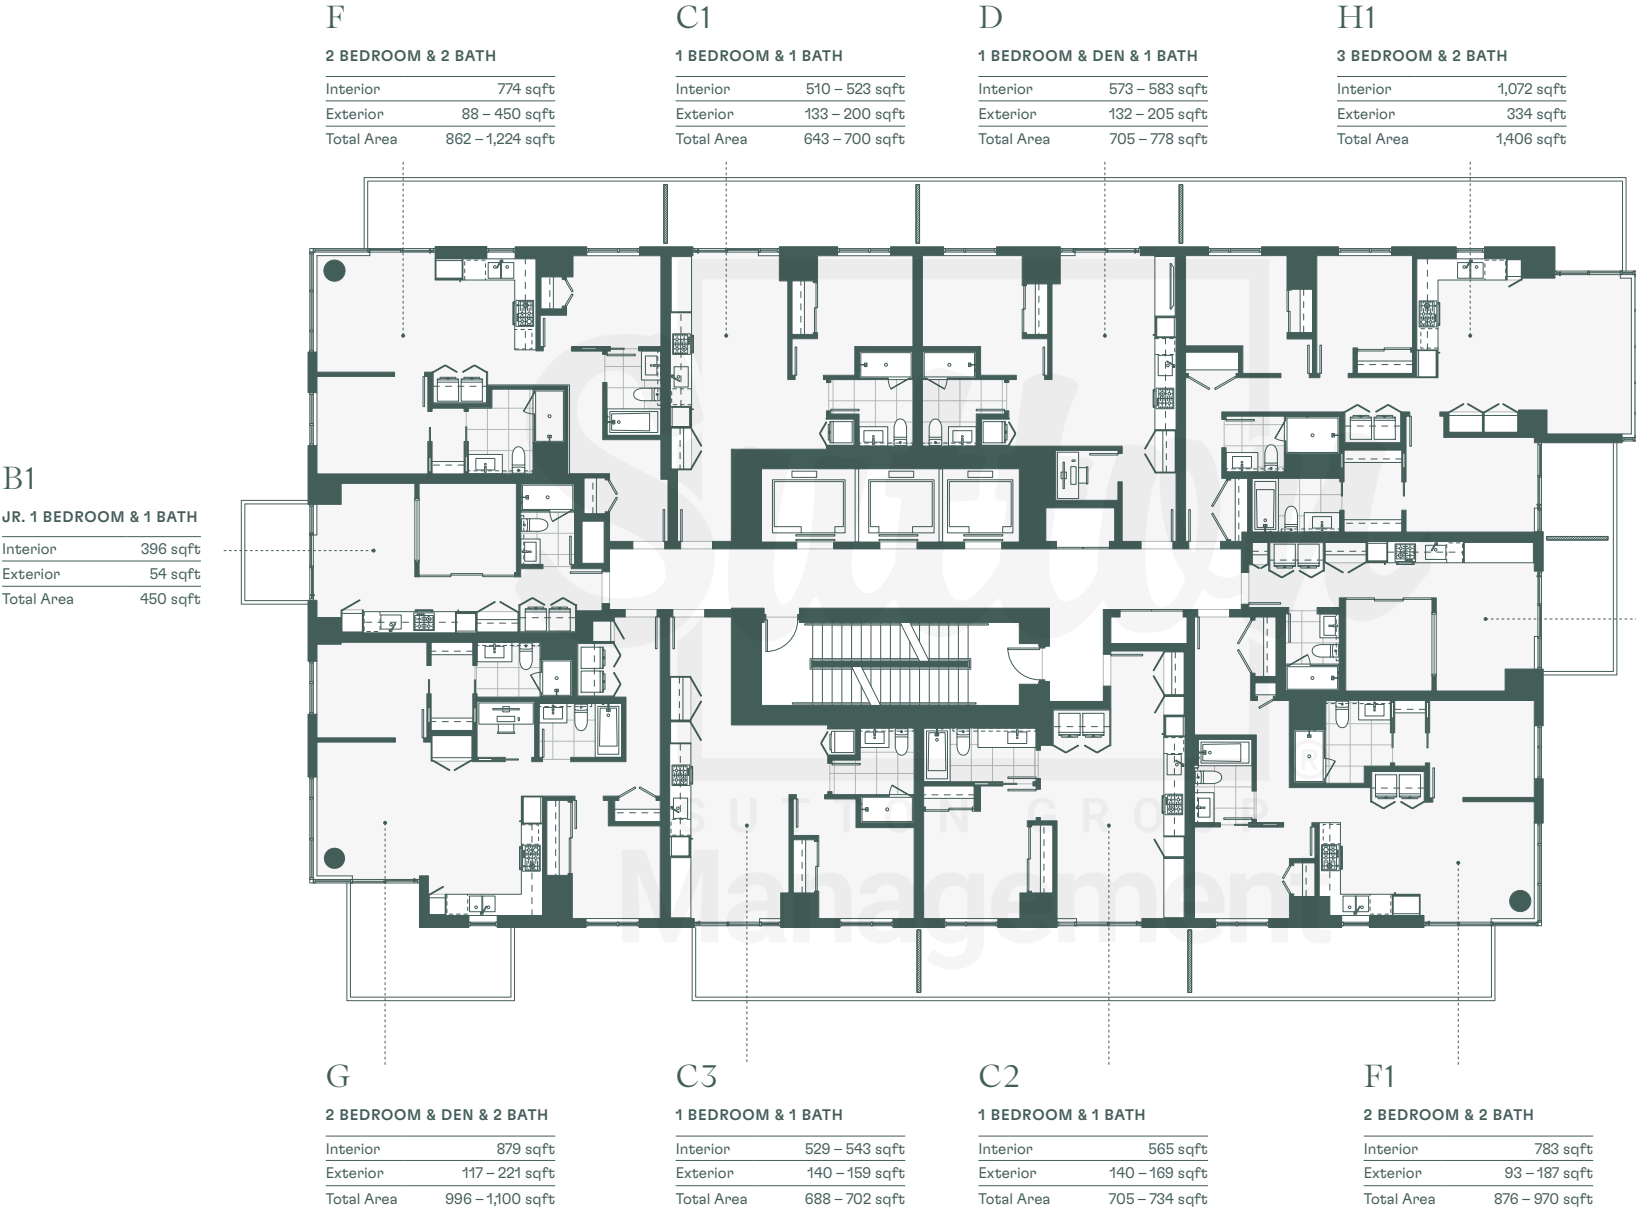 F
2 BEDROOM & 2 BATH
Interior 774 sqft
Exterior 88 – 450 sqft
Total Area 862 – 1,224 sqft
C1
1 BEDROOM & 1 BATH
Interior 510 – 523 sqft
Exterior 133 – 200 sqft
Total Area 643 – 700 sqft
D
1 BEDROOM & DEN & 1 BATH
Interior 573 – 583 sqft
Exterior 132 – 205 sqft
Total Area 705 – 778 sqft
H1
3 BEDROOM & 2 BATH
Interior 1,072 sqft
Exterior 334 sqft
Total Area 1,406 sqft
B1
JR. 1 BEDROOM & 1 BATH
Interior 396 sqft
Exterior 54 sqft
Total Area 450 sqft
Sutton
®
SUTTON GROUP
Management
G
2 BEDROOM & DEN & 2 BATH
Interior 879 sqft
Exterior 117 – 221 sqft
Total Area 996 – 1,100 sqft
C3
1 BEDROOM & 1 BATH
Interior 529 – 543 sqft
Exterior 140 – 159 sqft
Total Area 688 – 702 sqft
C2
1 BEDROOM & 1 BATH
Interior 565 sqft
Exterior 140 – 169 sqft
Total Area 705 – 734 sqft
F1
2 BEDROOM & 2 BATH
Interior 783 sqft
Exterior 93 – 187 sqft
Total Area 876 – 970 sqft